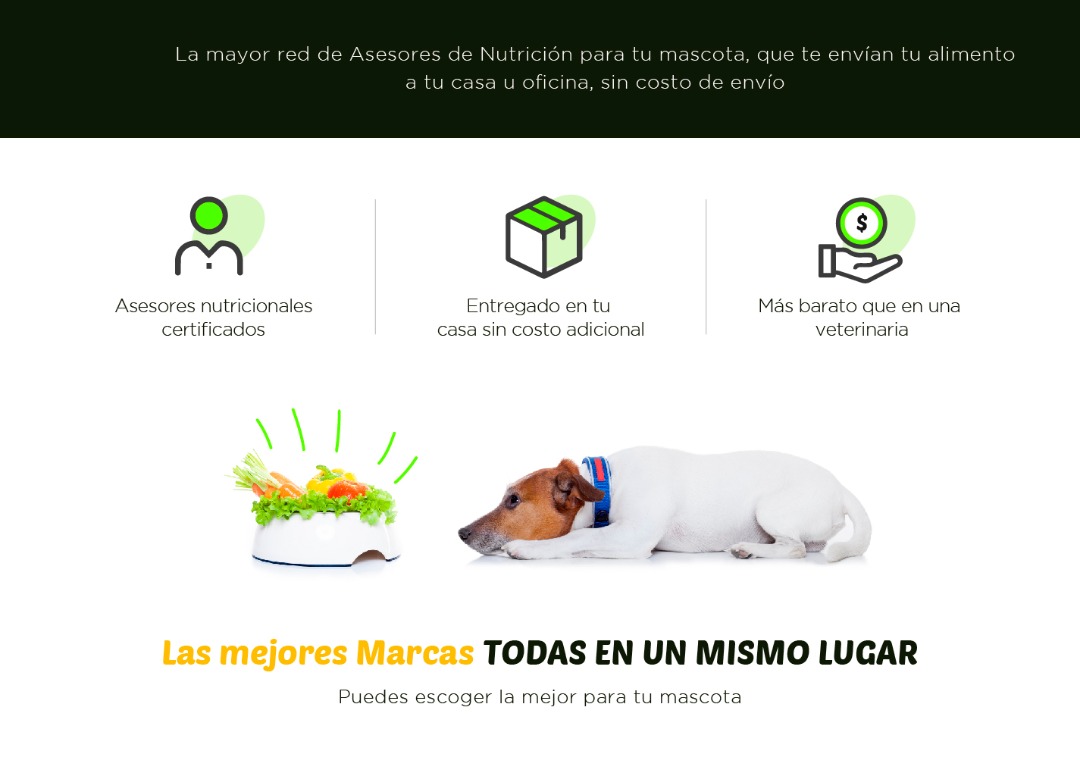 La mayor red de Asesores de Nutrición para tu mascota, que te envían tu alimento
a tu casa u oficina, sin costo de envío
Asesores nutricionales
certificados
Entregado en tu
casa sin costo adicional
$
Más barato que en una
veterinaria
Las mejores Marcas TODAS EN UN MISMO LUGAR
Puedes escoger la mejor para tu mascota